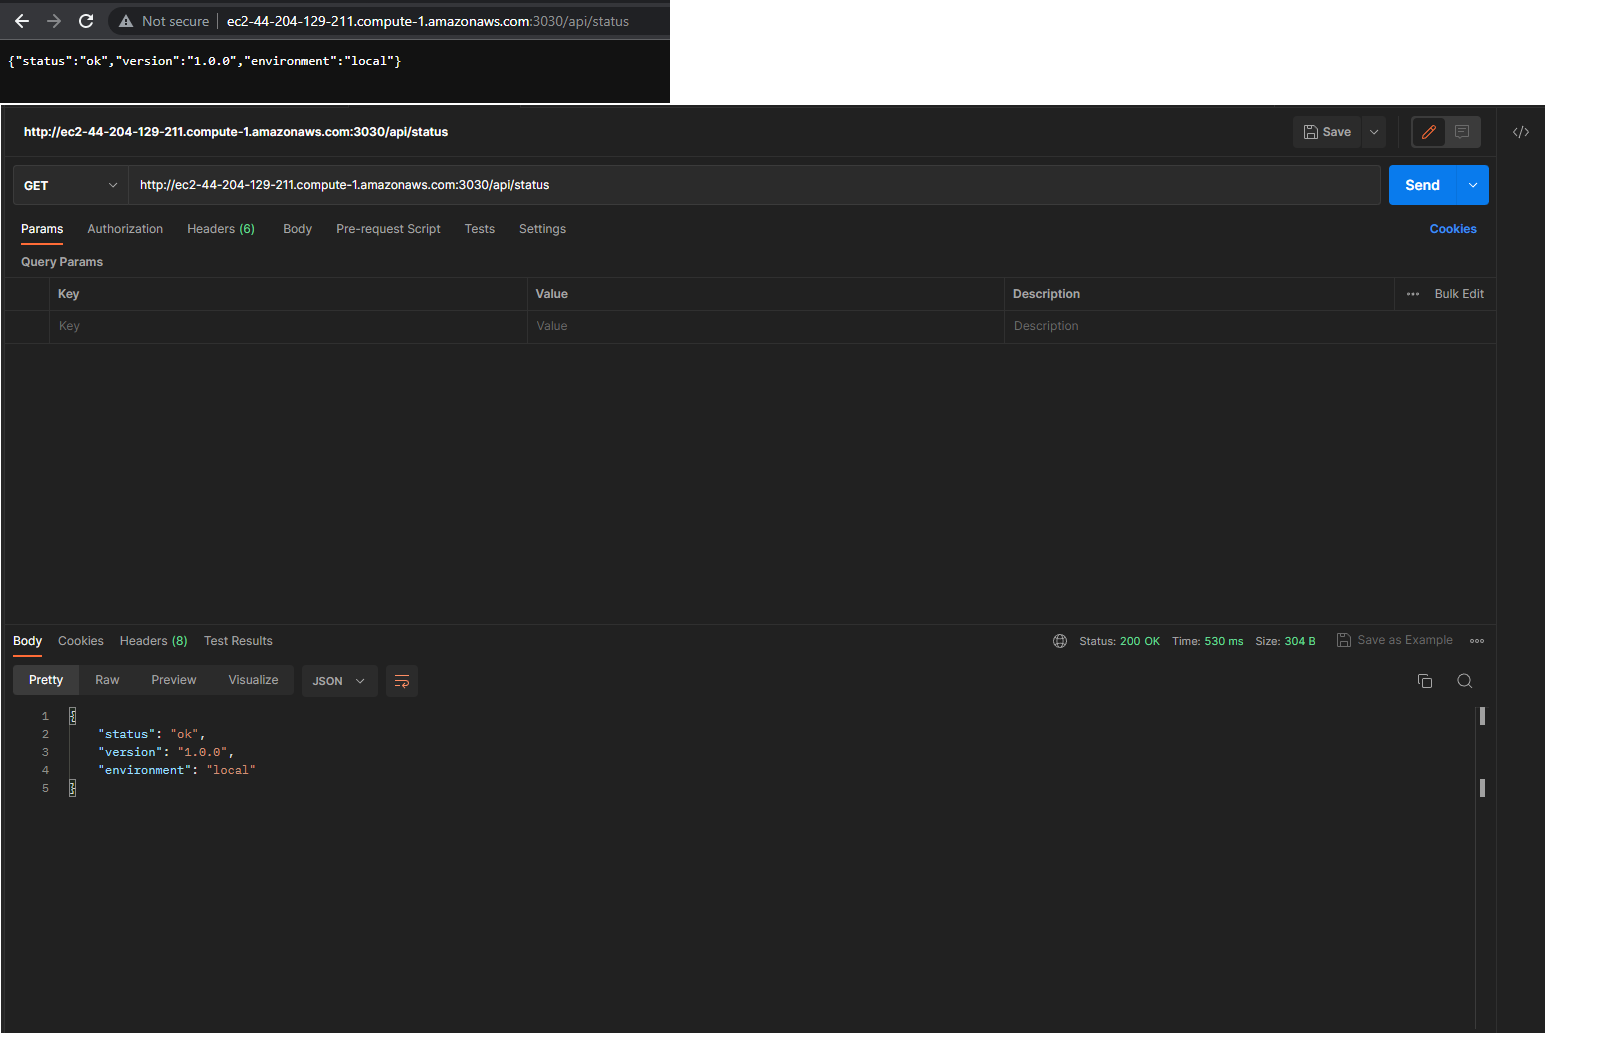 Not secure ec2-44-204-129-211.compute-1.amazonaws.com:3030/api/status
{"status":"ok","version":"1.0.0","environment":"local"}
http://ec2-44-204-129-211.compute-1.amazonaws.com:3030/api/status Save
GET http://ec2-44-204-129-211.compute-1.amazonaws.com:3030/api/status Send
Params Authorization Headers (6) Body Pre-request Script Tests Settings Cookies
Query Params
Key Value Description Bulk Edit
Key Value Description
Body Cookies Headers (8) Test Results Status: 200 OK Time: 530 ms Size: 304 B Save as Example
Pretty Raw Preview Visualize JSON
1 {
2 "status": "ok",
3 "version": "1.0.0",
4 "environment": "local"
5 }